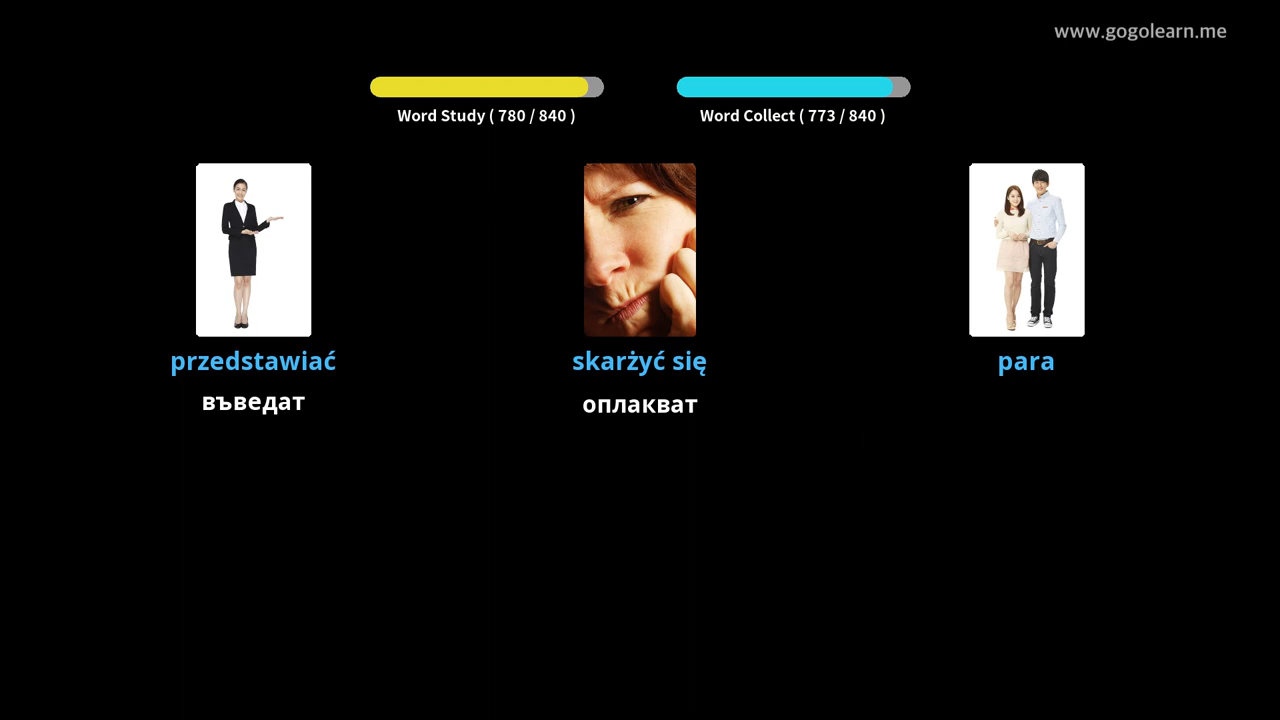 www.gogolearn.me
Word Study ( 780 / 840 )
Word Collect ( 773 / 840 )
przedstawiać
skarżyć się
para
въведат
оплакват